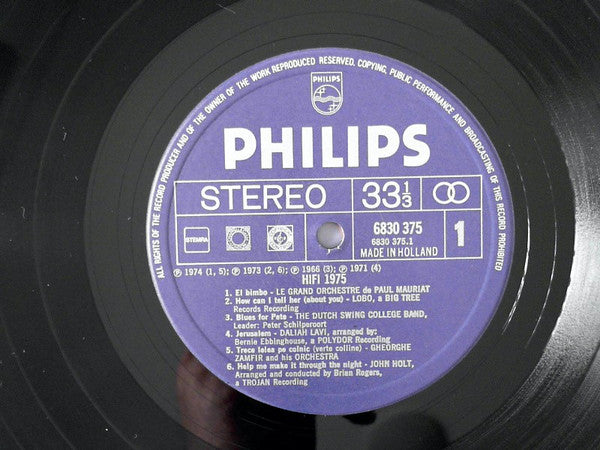 ALL RIGHTS OF THE RECORD PRODUCER AND OF THE OWNER OF THE WORK REPRODUCED RESERVED, COPYING, PUBLIC PERFORMANCE AND BROADCASTING OF THIS RECORD PROHIBITED
PHILIPS
PHILIPS
STEREO 33 1/3
STEMRA 6830 375 1
6830 375.1
MADE IN HOLLAND
Ⓟ 1974 (1, 5); Ⓟ 1973 (2, 6); Ⓟ 1966 (3); Ⓟ 1971 (4)
HIFI 1975
1. El bimbo - LE GRAND ORCHESTRE de PAUL MAURIAT
2. How can I tell her (about you) - LOBO, a BIG TREE
Records Recording
3. Blues for Pete - THE DUTCH SWING COLLEGE BAND,
Leader: Peter Schilperoort
4. Jerusalem - DALIAH LAVI, arranged by:
Bernie Ebbinghouse, a POLYDOR Recording
5. Trece lelea pe colnic (verte colline) - GHEORGHE
ZAMFIR and his ORCHESTRA
6. Help me make it through the night - JOHN HOLT,
Arranged and conducted by Brian Rogers,
a TROJAN Recording